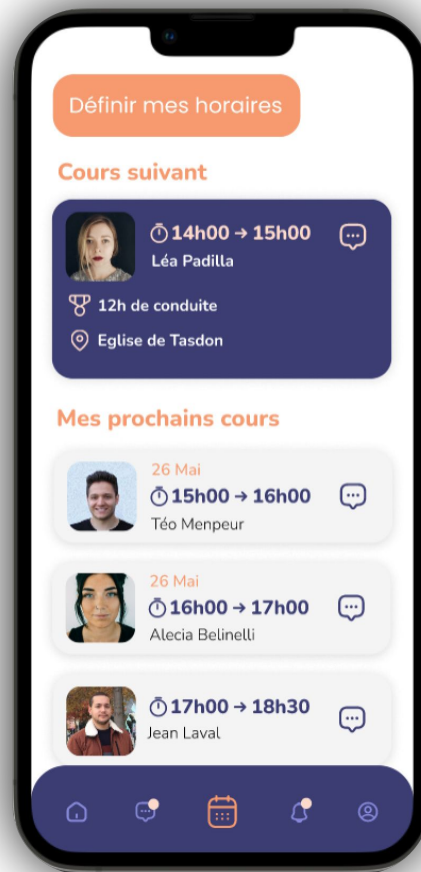 Définir mes horaires
Cours suivant
14h00 → 15h00
Léa Padilla
12h de conduite
Eglise de Tasdon
Mes prochains cours
26 Mai
15h00 → 16h00
Téo Menpeur
26 Mai
16h00 → 17h00
Alecia Belinelli
17h00 → 18h30
Jean Laval